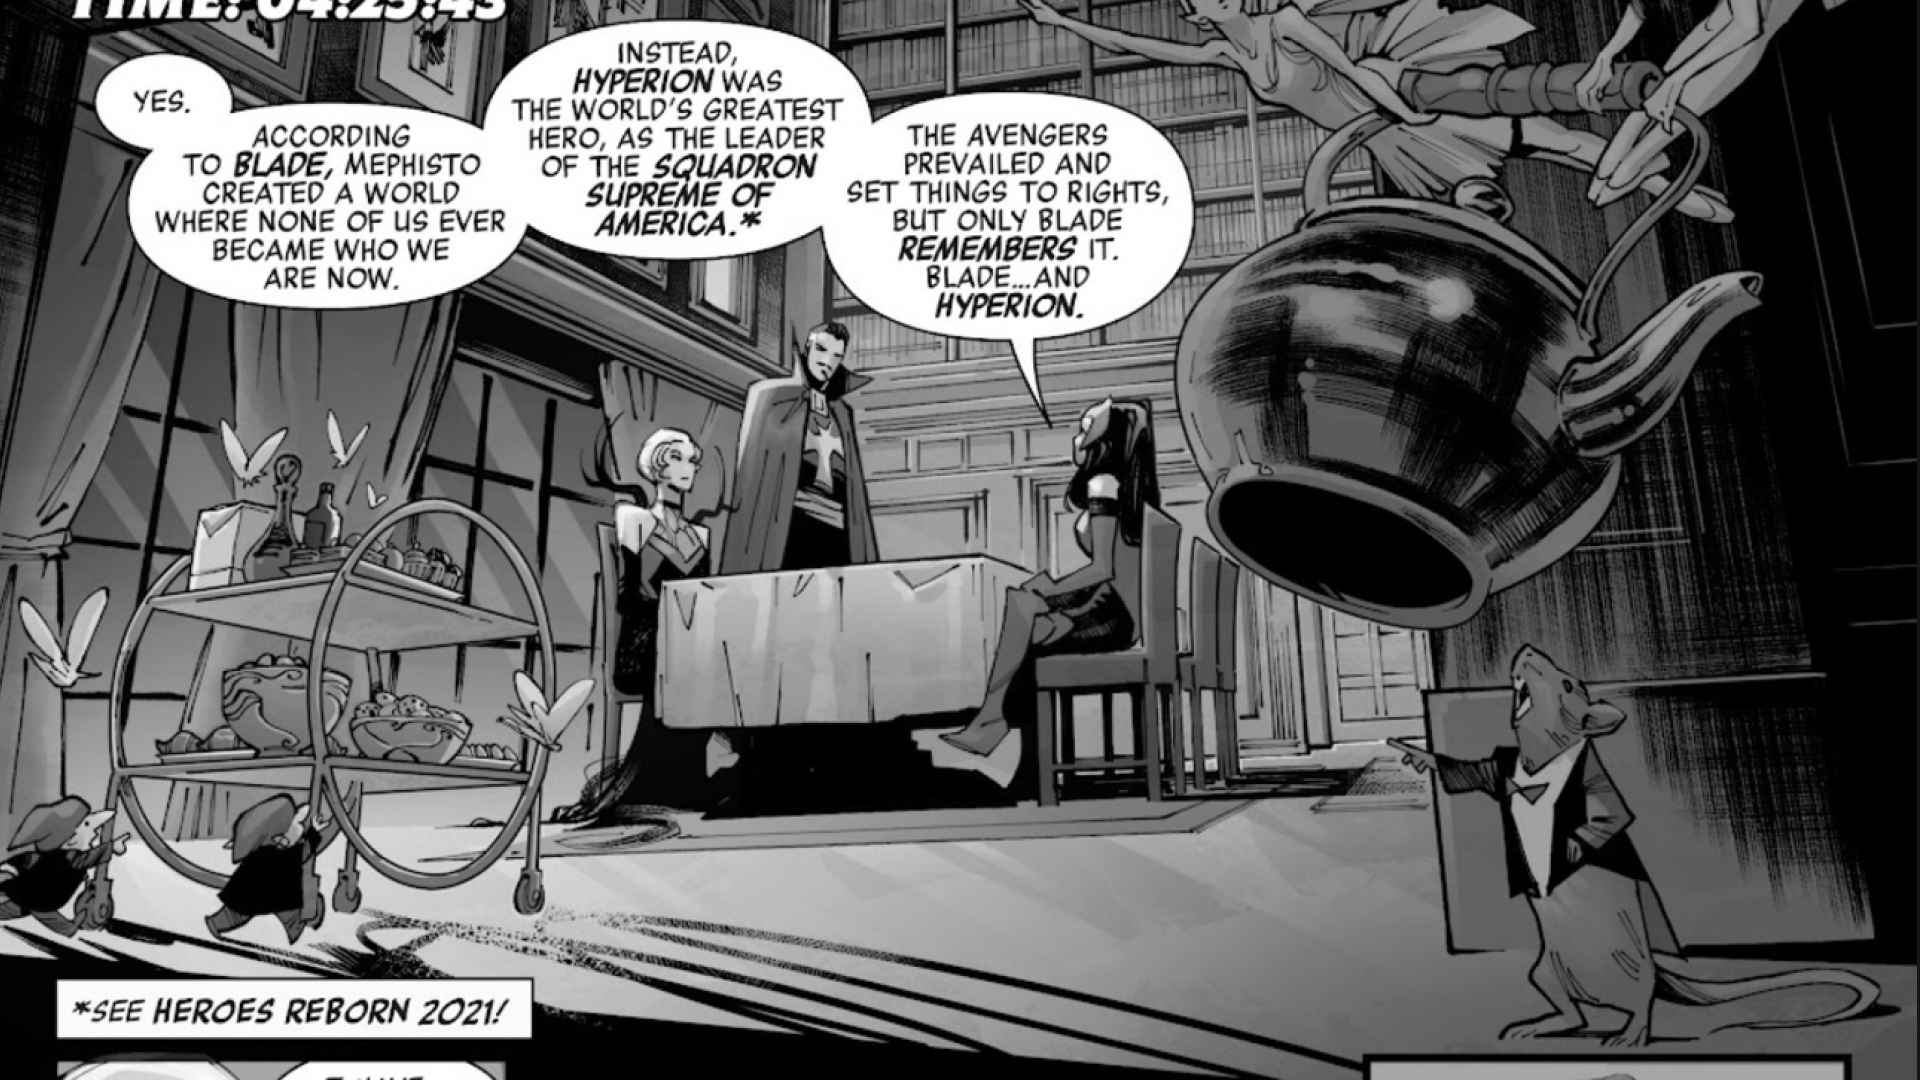 TIME: 04:23:43
YES.
ACCORDING
TO BLADE, MEPHISTO
CREATED A WORLD
WHERE NONE OF US EVER
BECAME WHO WE
ARE NOW.
INSTEAD,
HYPERION WAS
THE WORLD'S GREATEST
HERO, AS THE LEADER
OF THE SQUADRON
SUPREME OF
AMERICA.*
THE AVENGERS
PREVAILED AND
SET THINGS TO RIGHTS,
BUT ONLY BLADE
REMEMBERS IT.
BLADE...AND
HYPERION.
*SEE HEROES REBORN 2021!